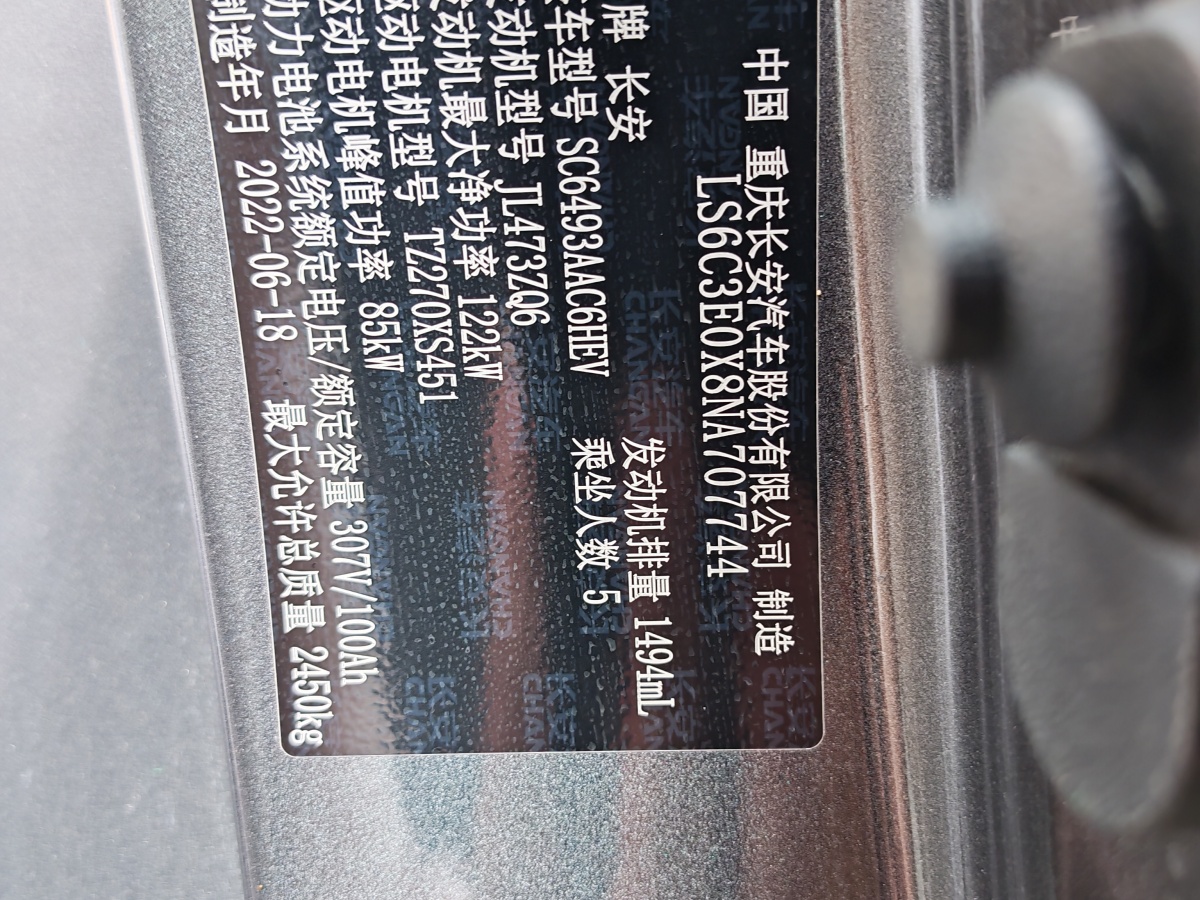 中国 重庆长安汽车股份有限公司 制造
LS6C3E0X8NA707744
牌 长安 发动机排量 1494mL
车型号 SC6493AAC6HEV 乘坐人数 5
发动机型号 JL473ZQ6
发动机最大净功率 122kW
驱动电机型号 TZ270XS451
驱动电机峰值功率 85kW
动力电池系统额定电压/额定容量 307V/100Ah
制造年月 2022-06-18 最大允许总质量 2450kg